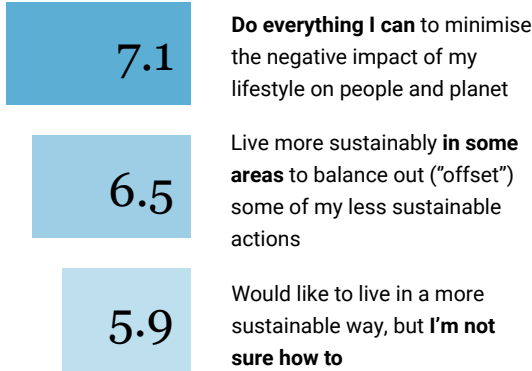 7.1
Do everything I can to minimise
the negative impact of my
lifestyle on people and planet
6.5
Live more sustainably in some
areas to balance out (“offset”)
some of my less sustainable
actions
5.9
Would like to live in a more
sustainable way, but I’m not
sure how to